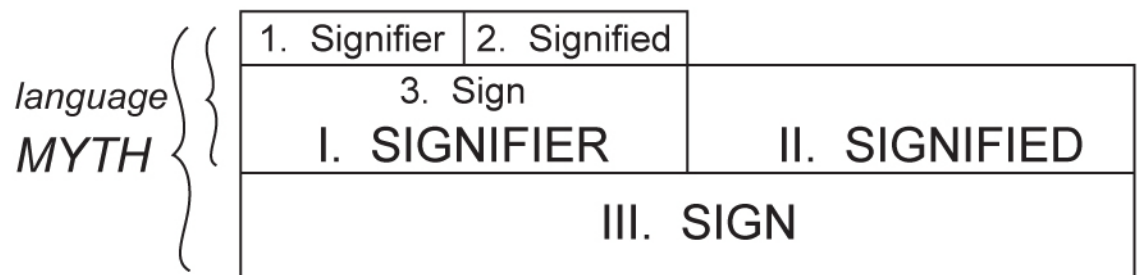 1. Signifier 2. Signified
language 3. Sign
MYTH I. SIGNIFIER II. SIGNIFIED
III. SIGN